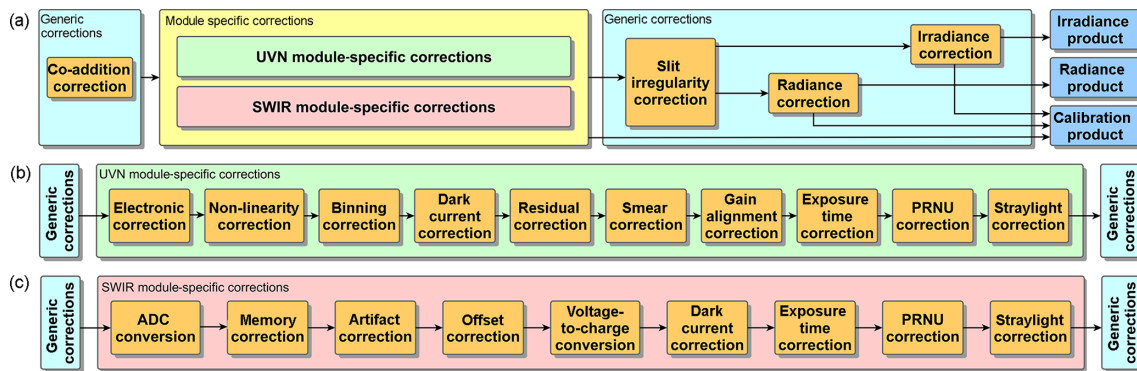 (a)
Generic
corrections
Co-addition
correction
Module specific corrections
UVN module-specific corrections
SWIR module-specific corrections
Generic corrections
Slit
irregularity
correction
Radiance
correction
Irradiance
correction
Irradiance
product
Radiance
product
Calibration
product
(b)
Generic
corrections
UVN module-specific corrections
Electronic
correction
Non-linearity
correction
Binning
correction
Dark
current
correction
Residual
correction
Smear
correction
Gain
alignment
correction
Exposure
time
correction
PRNU
correction
Straylight
correction
Generic
corrections
(c)
Generic
corrections
SWIR module-specific corrections
ADC
conversion
Memory
correction
Artifact
correction
Offset
correction
Voltage-
to-charge
conversion
Dark
current
correction
Exposure
time
correction
PRNU
correction
Straylight
correction
Generic
corrections